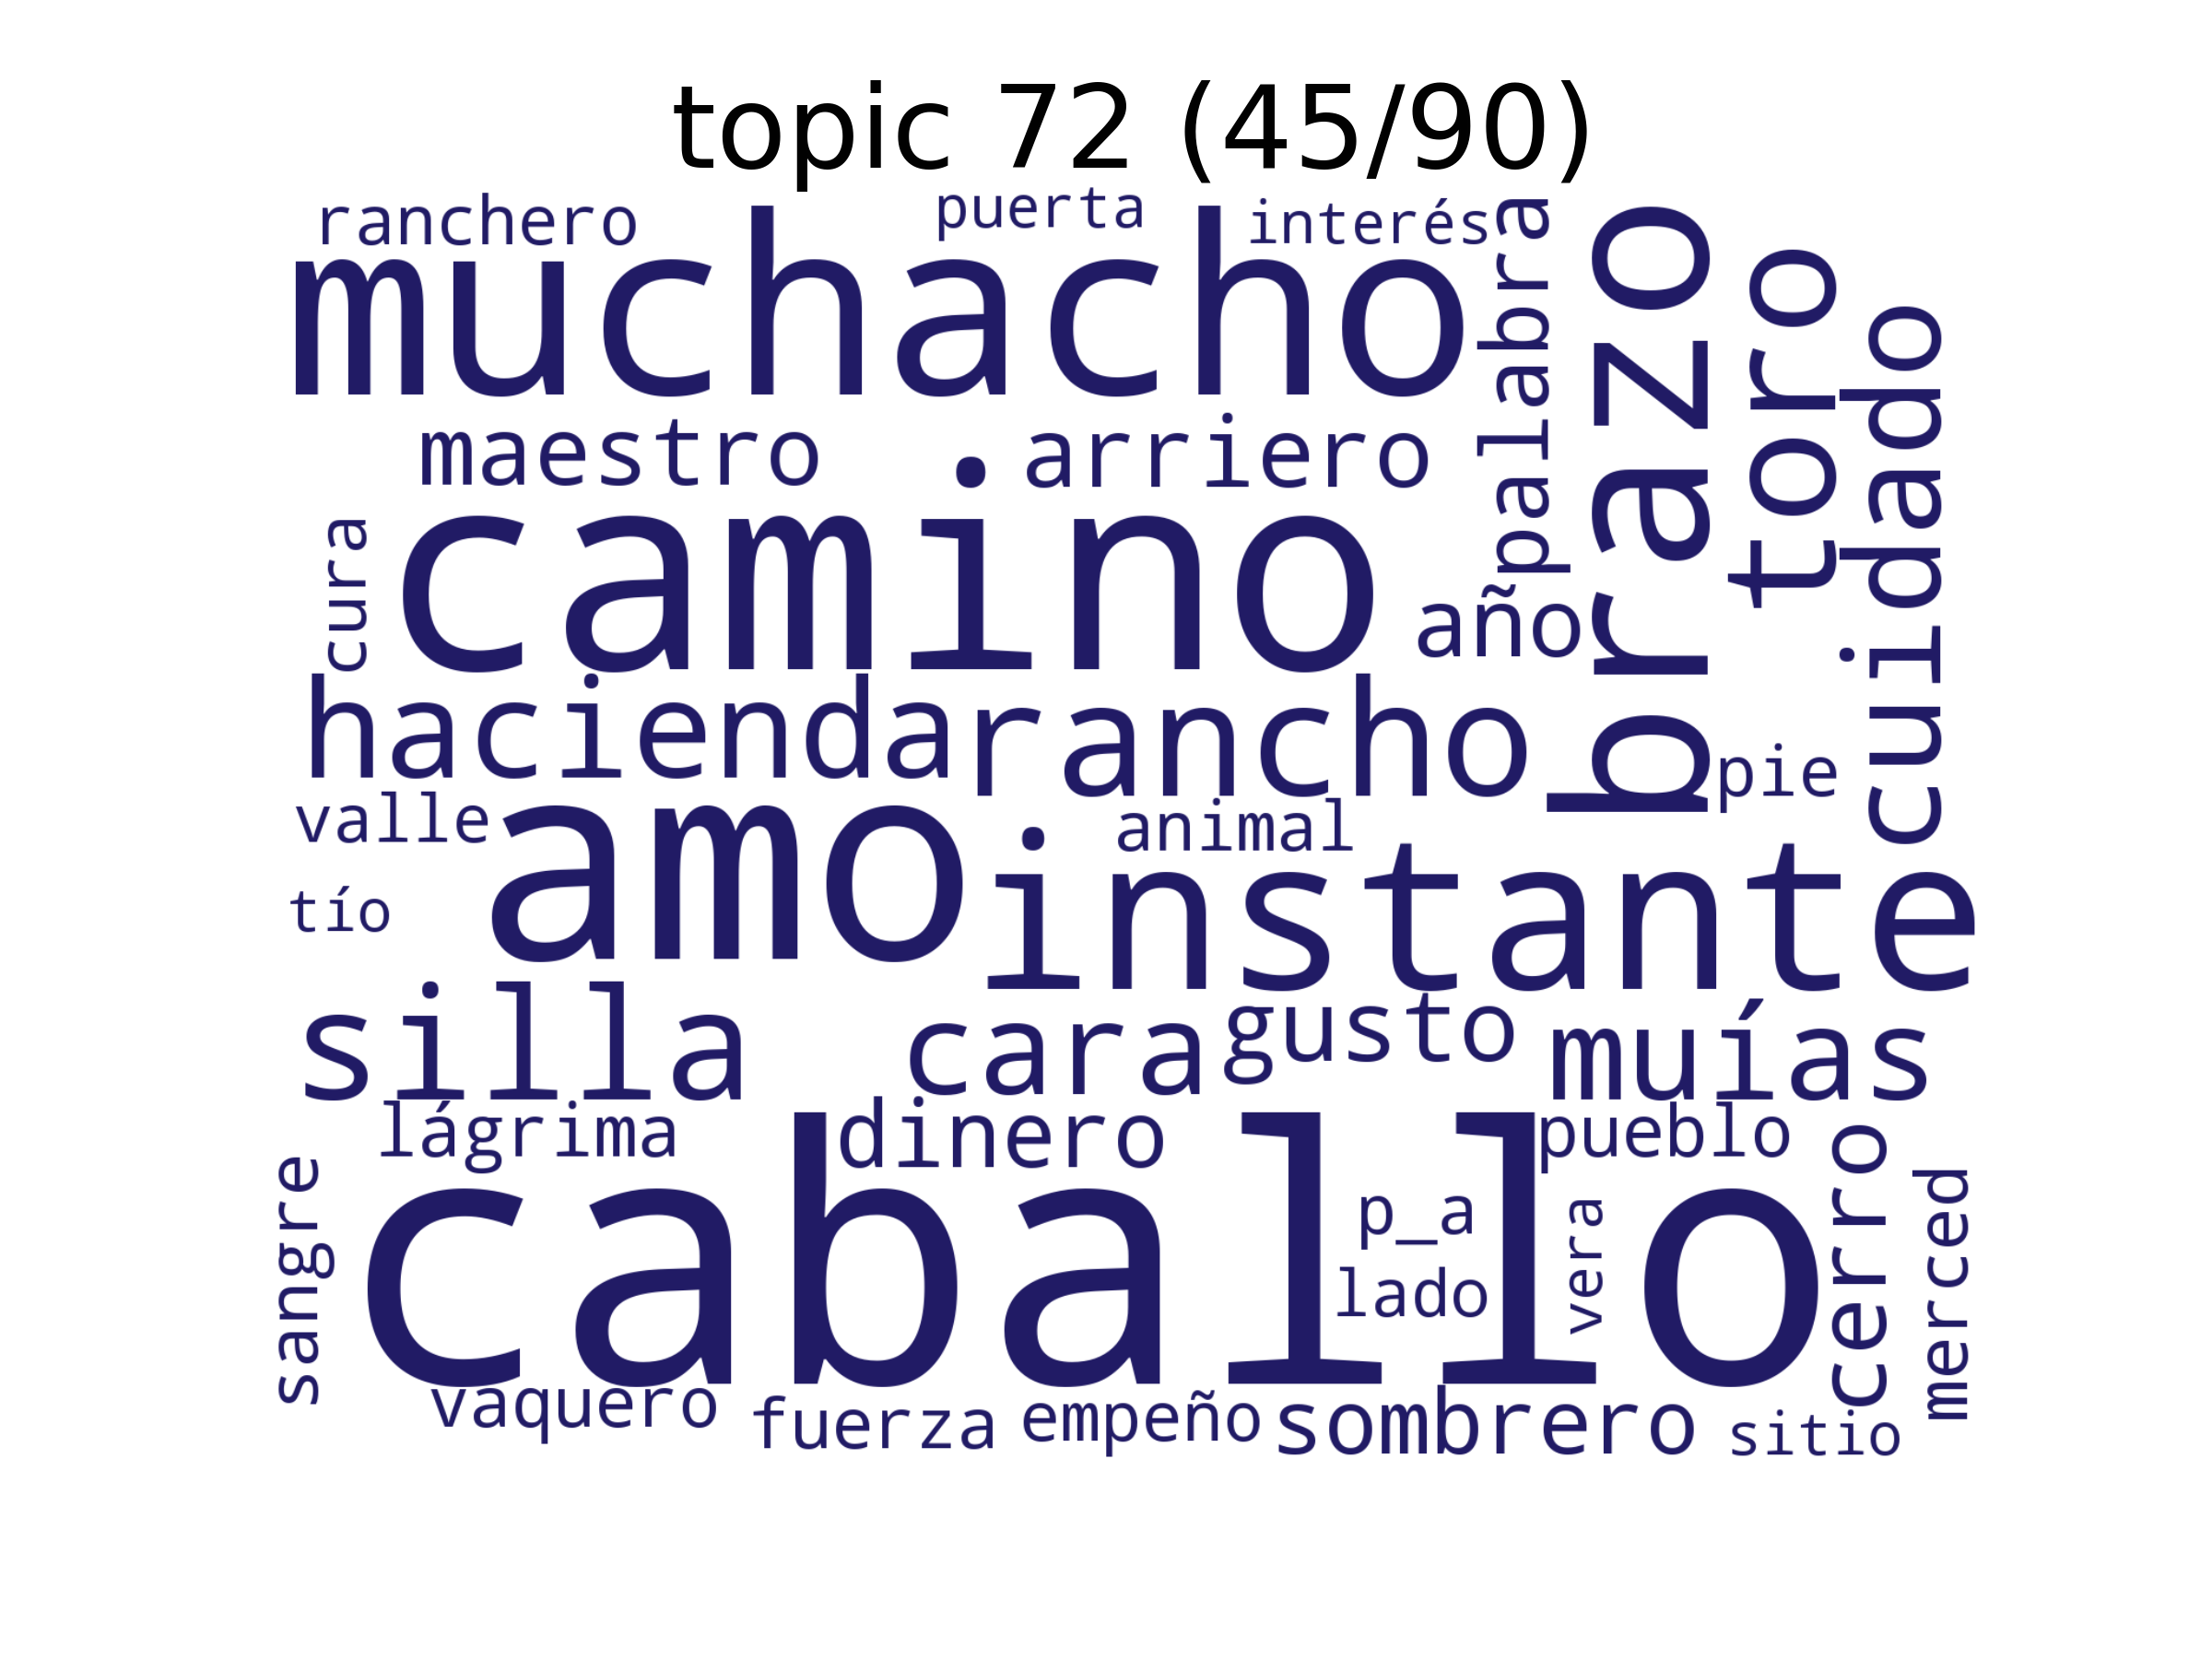 topic 72 (45/90)
ranchero
puerta
interés
muchacho
palabra
brazo
toro
cuidado
maestro
arriero
cura
camino
año
hacienda
rancho
pie
valle
amo
animal
tío
instante
silla
cara
gusto
muías
lágrima
dinero
pueblo
sangre
caballo
p_a
lado
vera
cerro
merced
vaquero
fuerza
empeño
sombrero
sitio